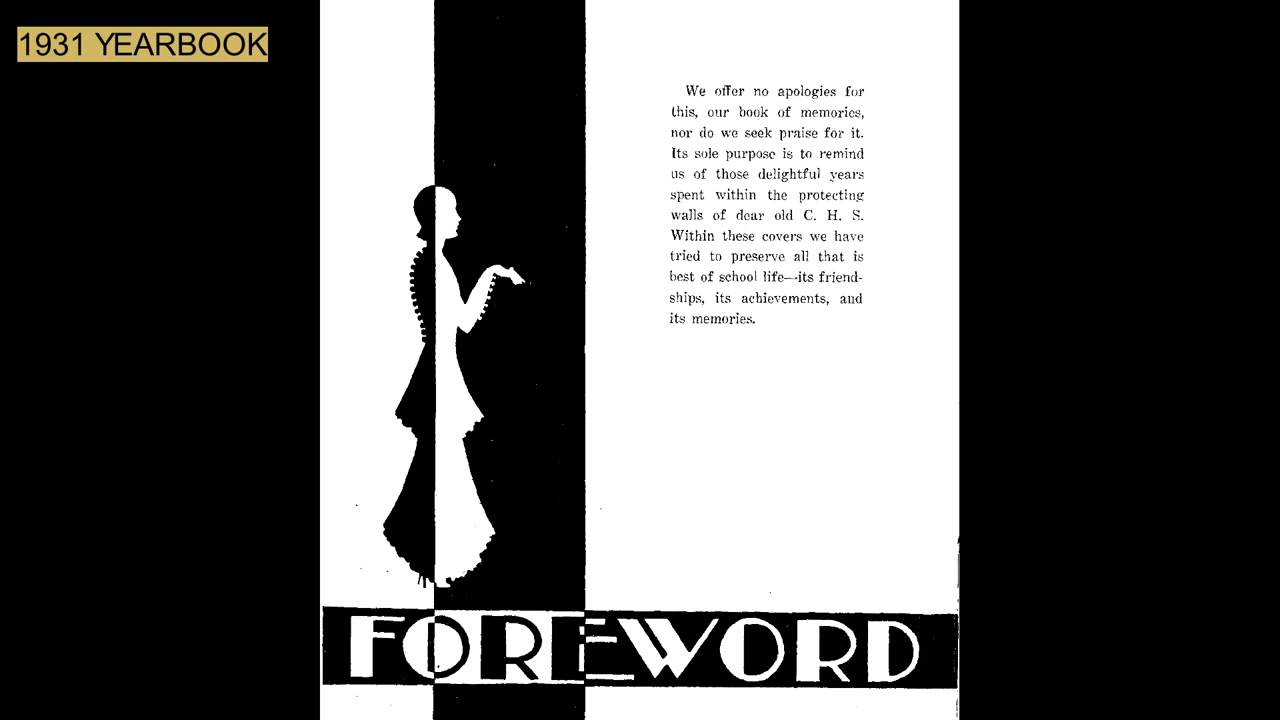 1931 YEARBOOK
We offer no apologies for
this, our book of memories,
nor do we seek praise for it.
Its sole purpose is to remind
us of those delightful years
spent within the protecting
walls of dear old C. H. S.
Within these covers we have
tried to preserve all that is
best of school life—its friend-
ships, its achievements, and
its memories.
FOREWORD